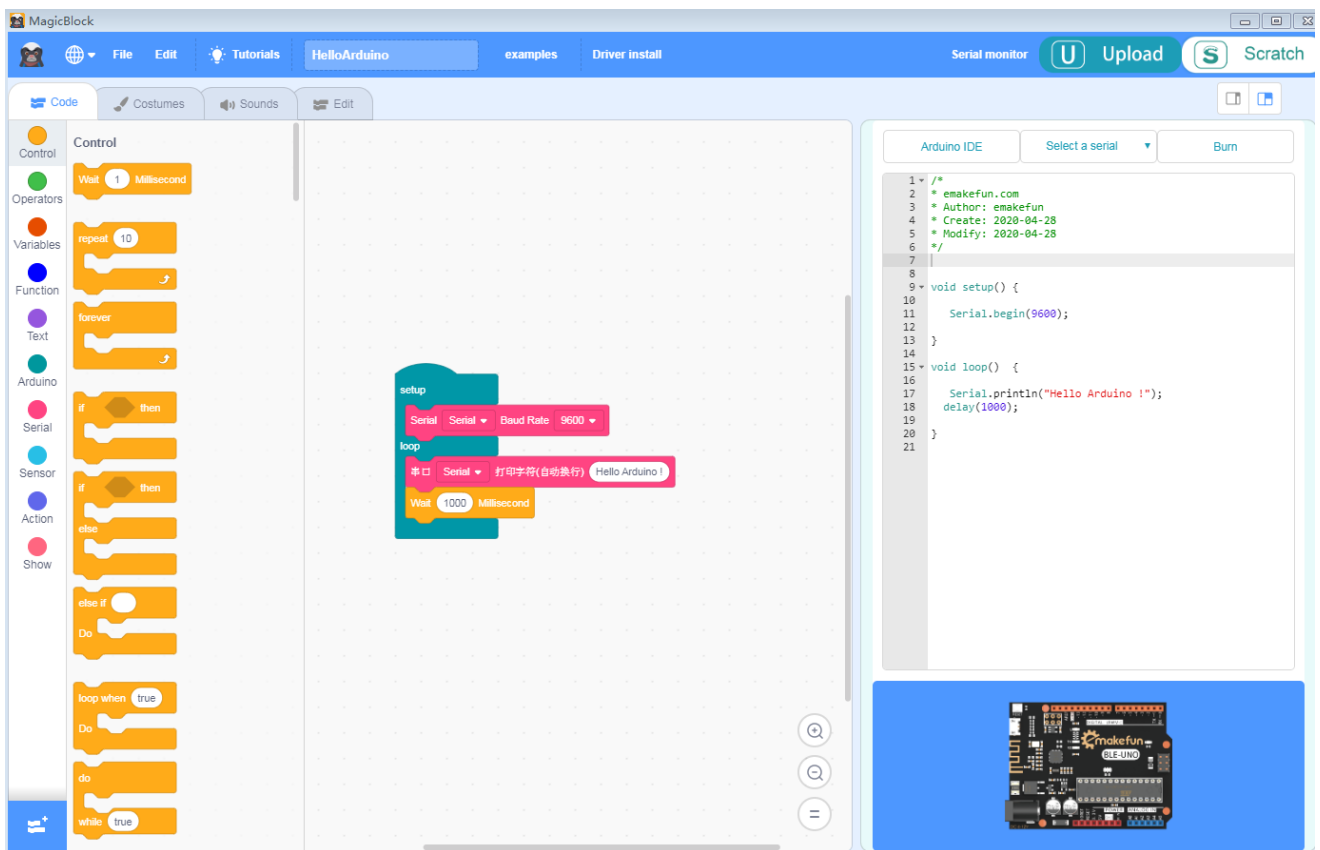 MagicBlock
File Edit Tutorials HelloArduino examples Driver install Serial monitor U Upload S Scratch
Code Costumes Sounds Edit
Control
Operators
Variables
Function
Text
Arduino
Serial
Sensor
Action
Show
Control
Wait 1 Millisecond
repeat 10
forever
if then
if then
else
else if
Do
loop when true
Do
do
while true
setup
Serial Serial Baud Rate 9600
loop
串口 Serial 打印字符(自动换行) Hello Arduino !
Wait 1000 Millisecond
Arduino IDE Select a serial Burn
1 /*
2 * emakefun.com
3 * Author: emakefun
4 * Create: 2020-04-28
5 * Modify: 2020-04-28
6 */
7
8
9 void setup() {
10
11 Serial.begin(9600);
12
13 }
14
15 void loop() {
16
17 Serial.println("Hello Arduino !");
18 delay(1000);
19
20 }
21
emakefun
BLE-UNO
POWER ANALOG IN